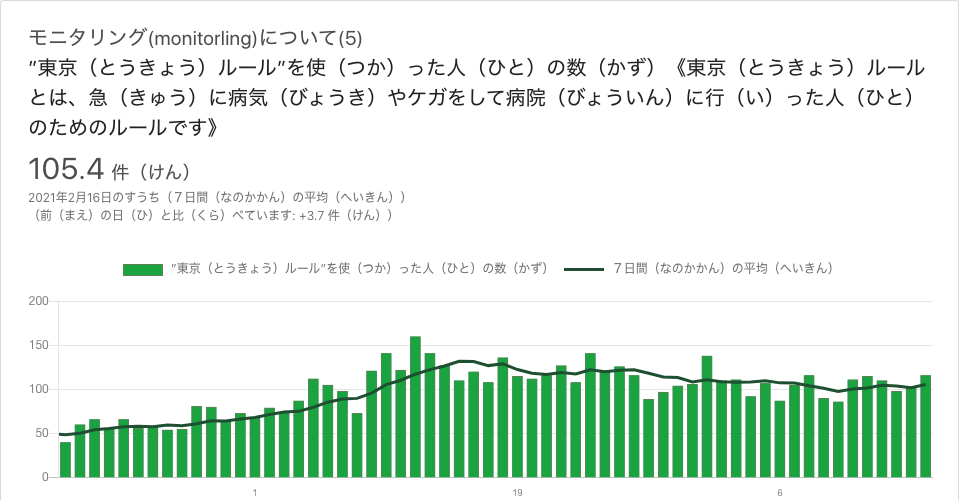 モニタリング(monitorling)について(5)
”東京（とうきょう）ルール”を使（つか）った人（ひと）の数（かず）《東京（とうきょう）ルール
とは、急（きゅう）に病気（びょうき）やケガをして病院（びょういん）に行（い）った人（ひと）
のためのルールです》
105.4 件（けん）
2021年2月16日のすうち（７日間（なのかかん）の平均（へいきん））
（前（まえ）の日（ひ）と比（くら）べています: +3.7 件（けん））
”東京（とうきょう）ルール”を使（つか）った人（ひと）の数（かず） ７日間（なのかかん）の平均（へいきん）
200
150
100
50
0
1 19 6